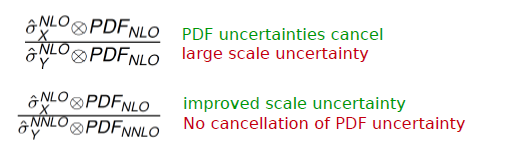 σ̂_X^NLO⊗PDF_NLO PDF uncertainties cancel
σ̂_Y^NLO⊗PDF_NLO large scale uncertainty
σ̂_X^NLO⊗PDF_NLO improved scale uncertainty
σ̂_Y^NNLO⊗PDF_NNLO No cancellation of PDF uncertainty